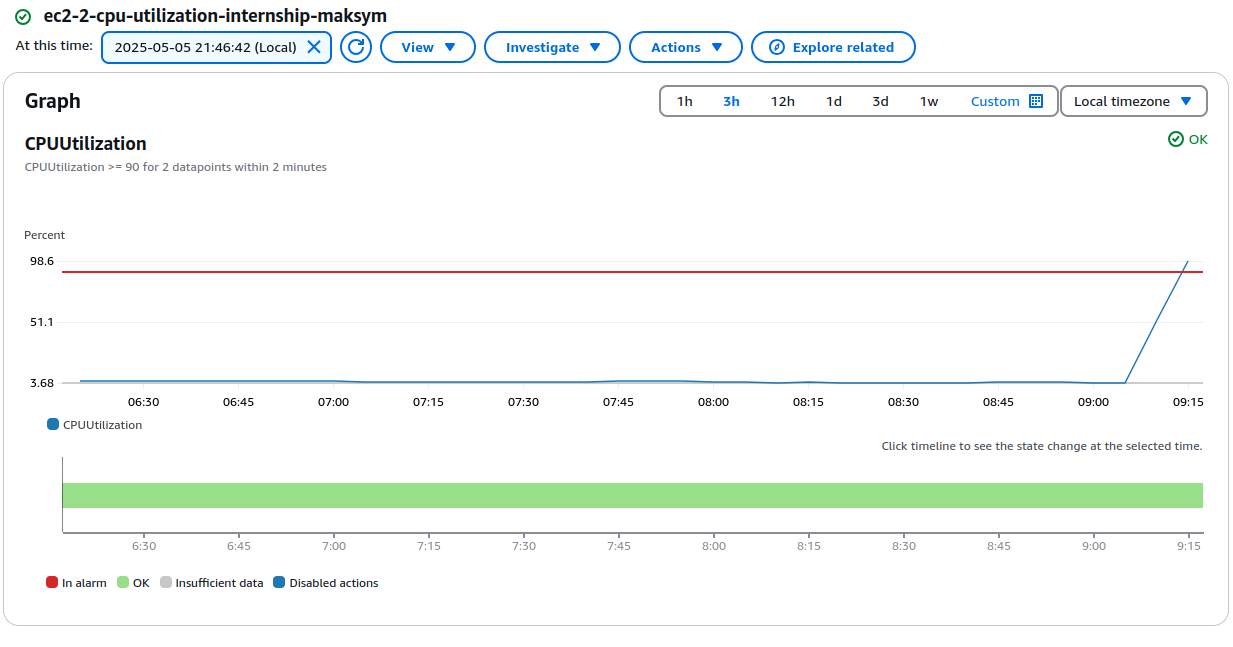 ec2-2-cpu-utilization-internship-maksym
At this time: 2025-05-05 21:46:42 (Local) View Investigate Actions Explore related
Graph 1h 3h 12h 1d 3d 1w Custom Local timezone
CPUUtilization OK
CPUUtilization >= 90 for 2 datapoints within 2 minutes
Percent
98.6
51.1
3.68
06:30 06:45 07:00 07:15 07:30 07:45 08:00 08:15 08:30 08:45 09:00 09:15
CPUUtilization
Click timeline to see the state change at the selected time.
6:30 6:45 7:00 7:15 7:30 7:45 8:00 8:15 8:30 8:45 9:00 9:15
In alarm OK Insufficient data Disabled actions